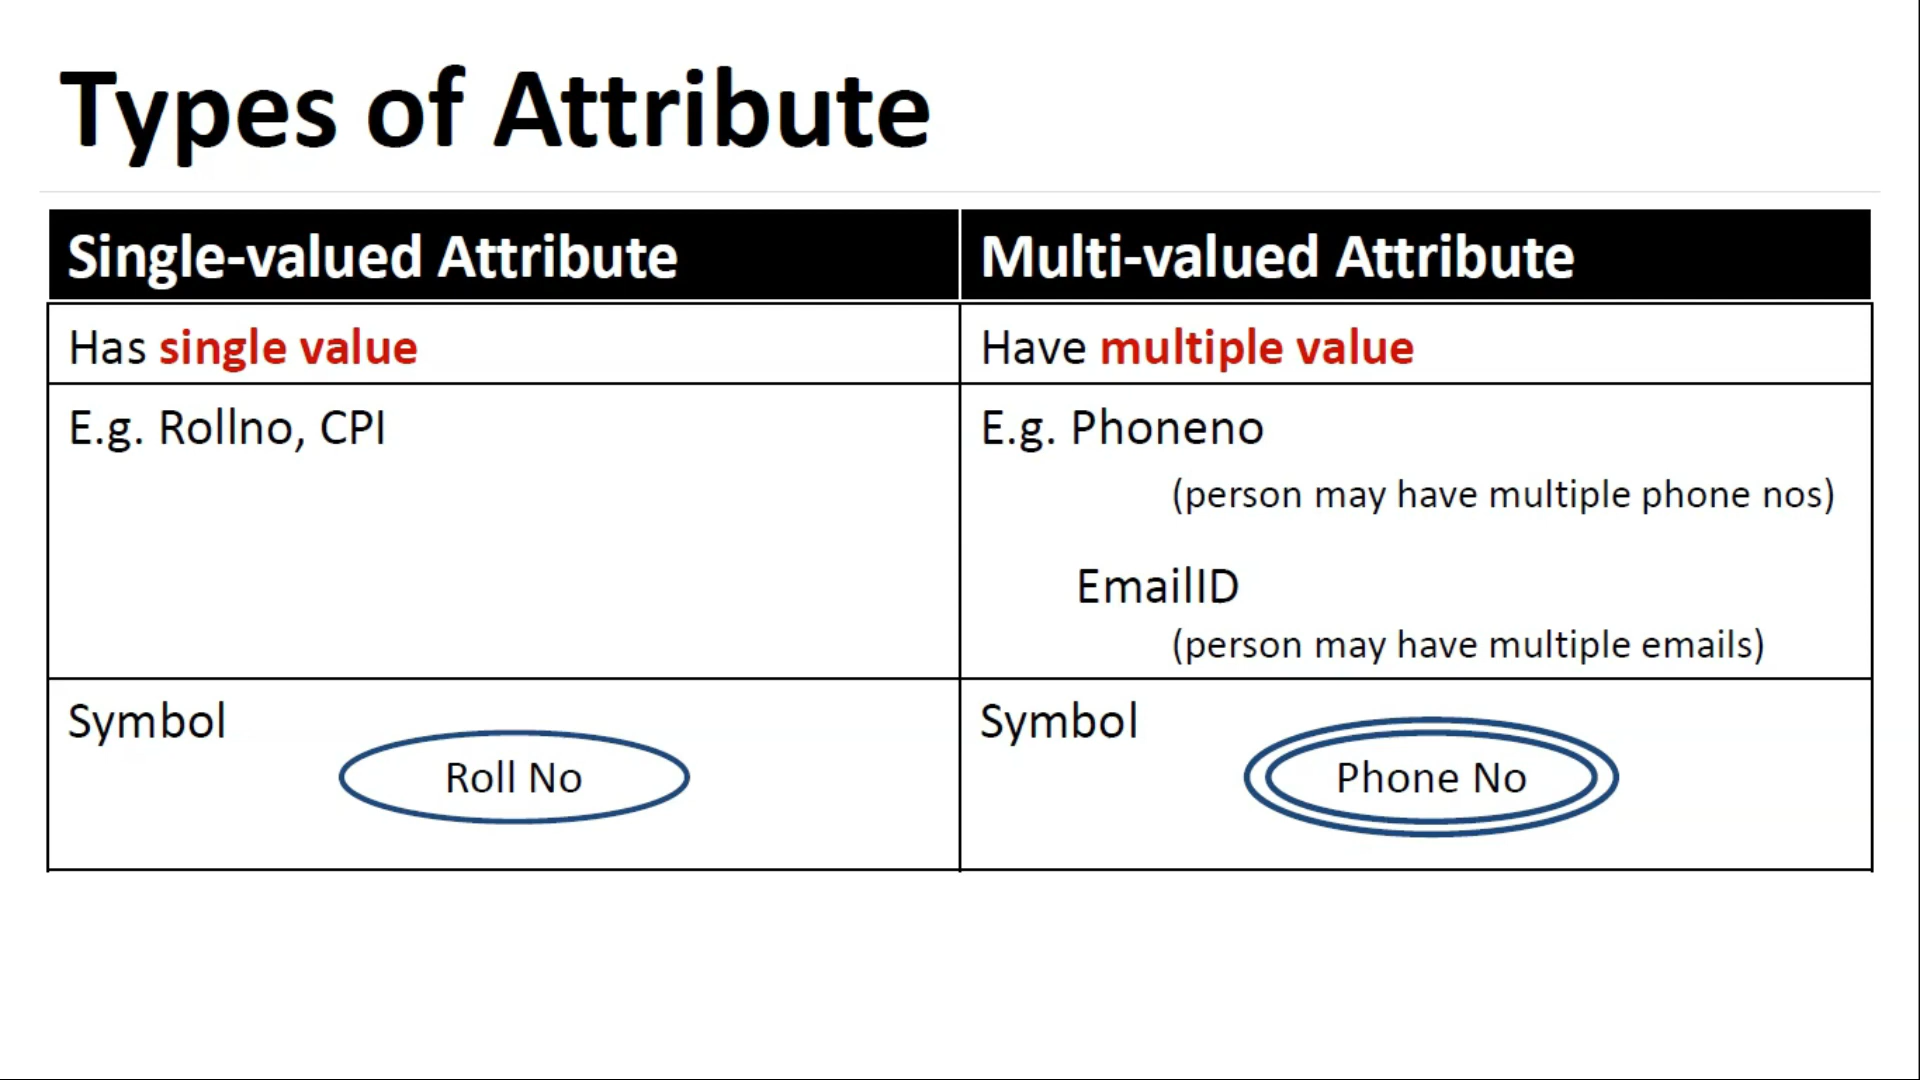 Types of Attribute
Single-valued Attribute
Multi-valued Attribute
Has single value
Have multiple value
E.g. Rollno, CPI
E.g. Phoneno
(person may have multiple phone nos)
EmailID
(person may have multiple emails)
Symbol
Roll No
Symbol
Phone No